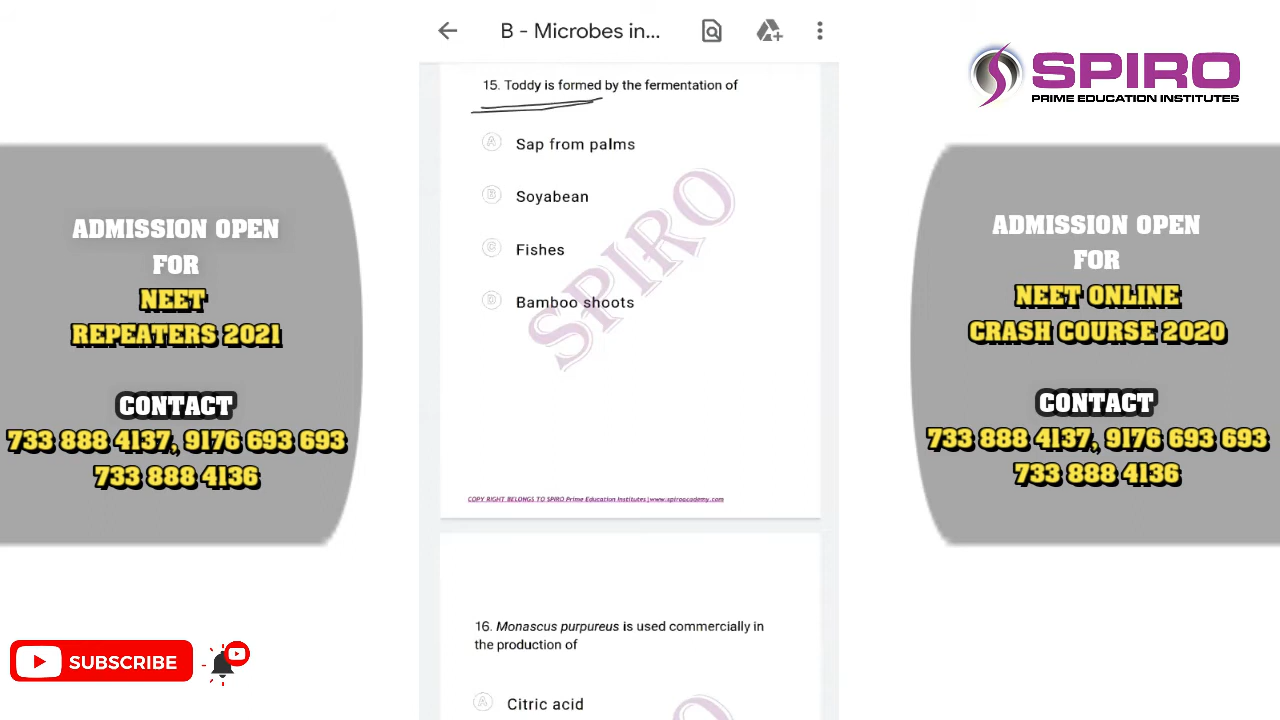 B - Microbes in...
SPIRO
PRIME EDUCATION INSTITUTES
15. Toddy is formed by the fermentation of
A Sap from palms
B Soyabean
C Fishes
D Bamboo shoots
SPIRO
COPY RIGHT BELONGS TO SPIRO Prime Education Institutes|www.spiroacademy.com
16. Monascus purpureus is used commercially in
the production of
A Citric acid
ADMISSION OPEN
FOR
NEET
REPEATERS 2021
CONTACT
733 888 4137, 9176 693 693
733 888 4136
ADMISSION OPEN
FOR
NEET ONLINE
CRASH COURSE 2020
CONTACT
733 888 4137, 9176 693 693
733 888 4136
SUBSCRIBE